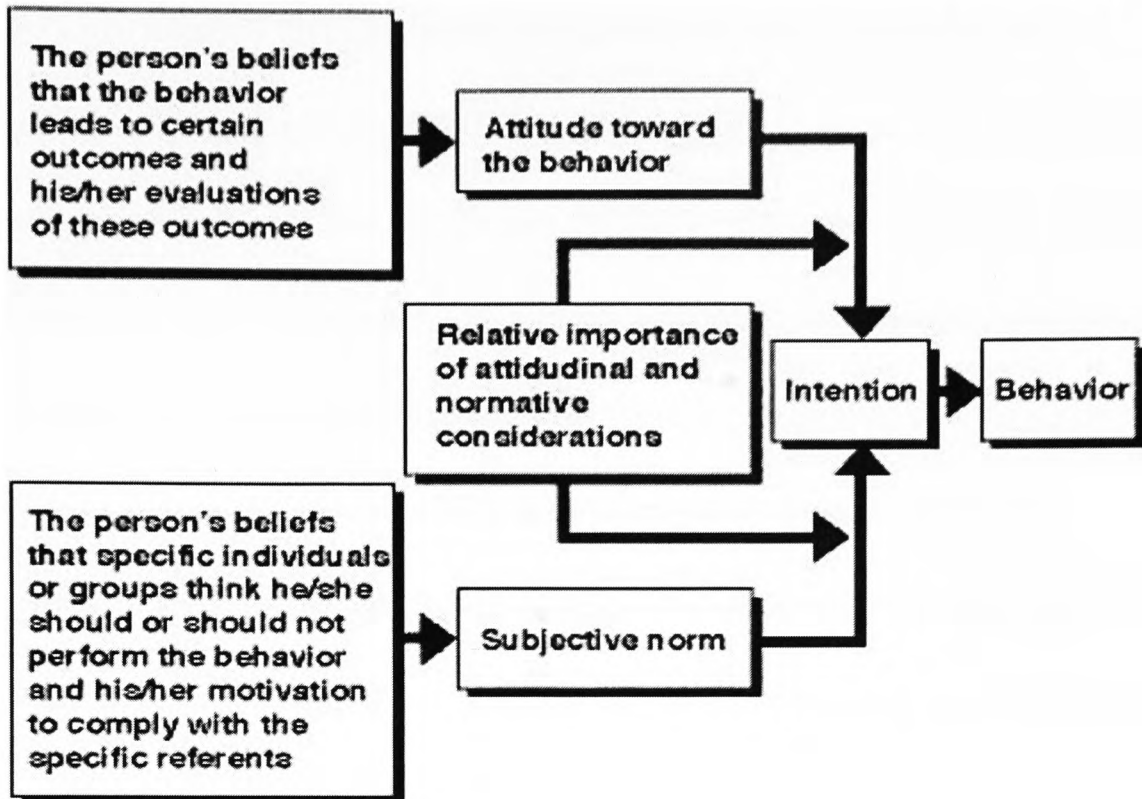 The person's beliefs
that the behavior
leads to certain
outcomes and
his/her evaluations
of these outcomes
Attitude toward
the behavior
Relative importance
of attidudinal and
normative
considerations
Intention
Behavior
The person's beliefs
that specific individuals
or groups think he/she
should or should not
perform the behavior
and his/her motivation
to comply with the
specific referents
Subjective norm